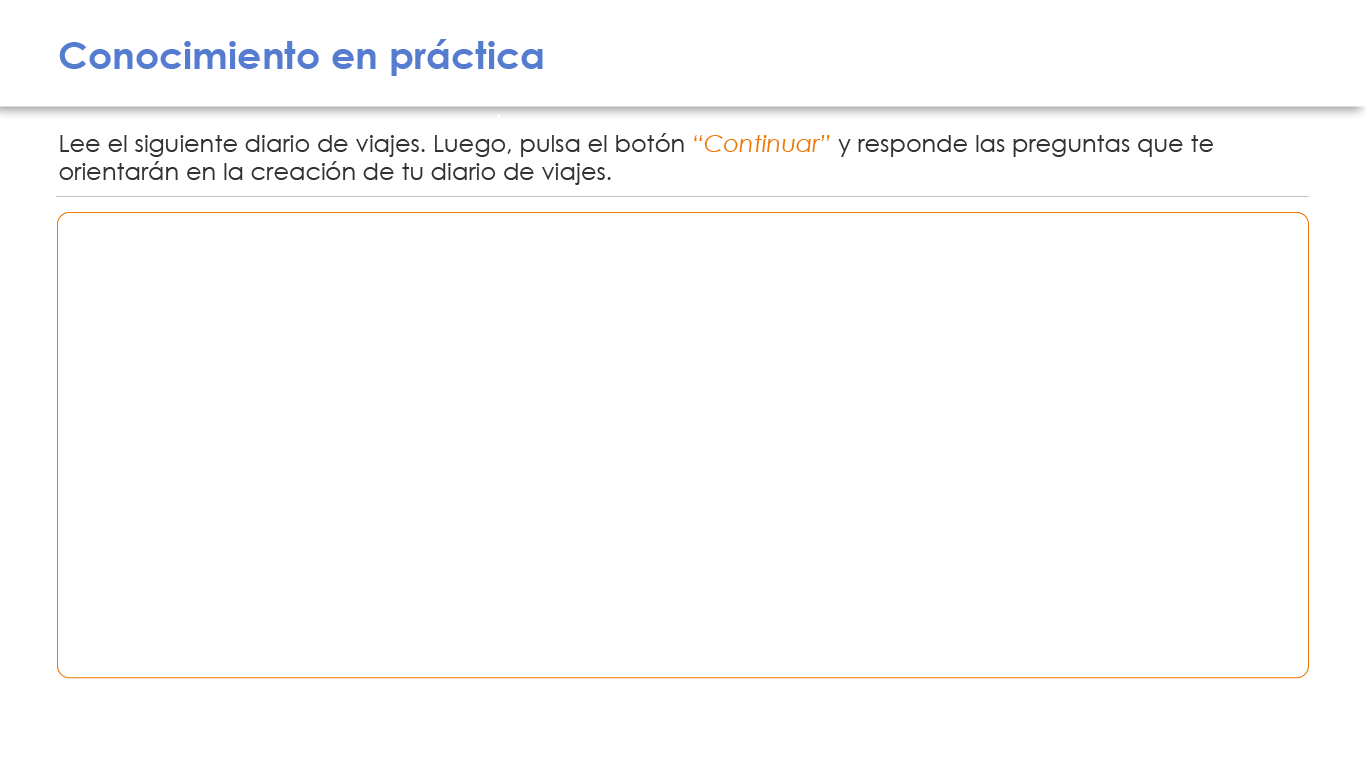 Conocimiento en práctica
Lee el siguiente diario de viajes. Luego, pulsa el botón “Continuar” y responde las preguntas que te
orientarán en la creación de tu diario de viajes.